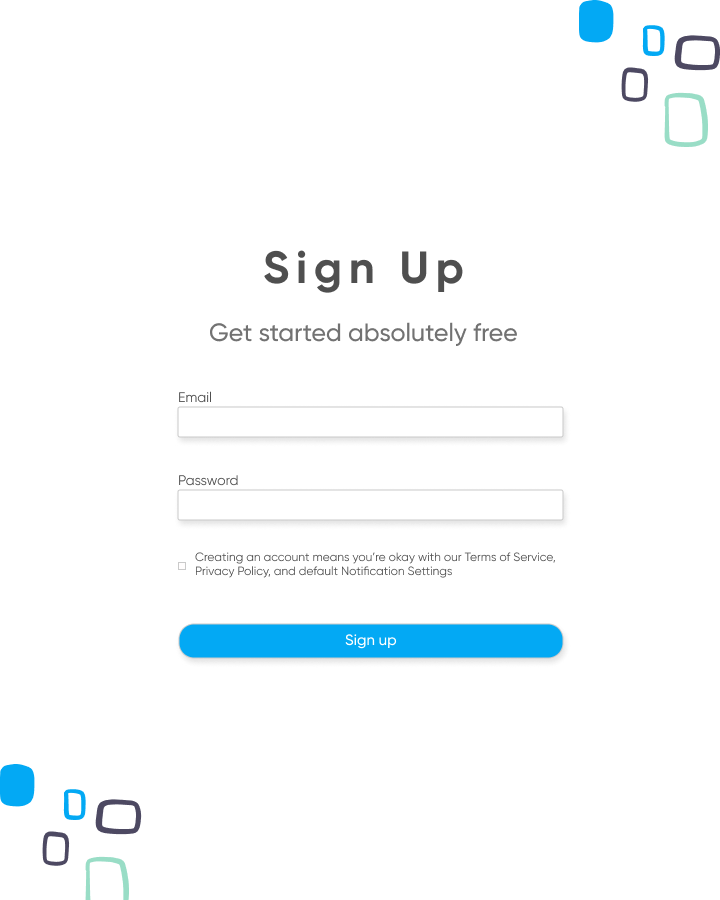 Sign Up
Get started absolutely free
Email
Password
Creating an account means you're okay with our Terms of Service,
Privacy Policy, and default Notification Settings
Sign up